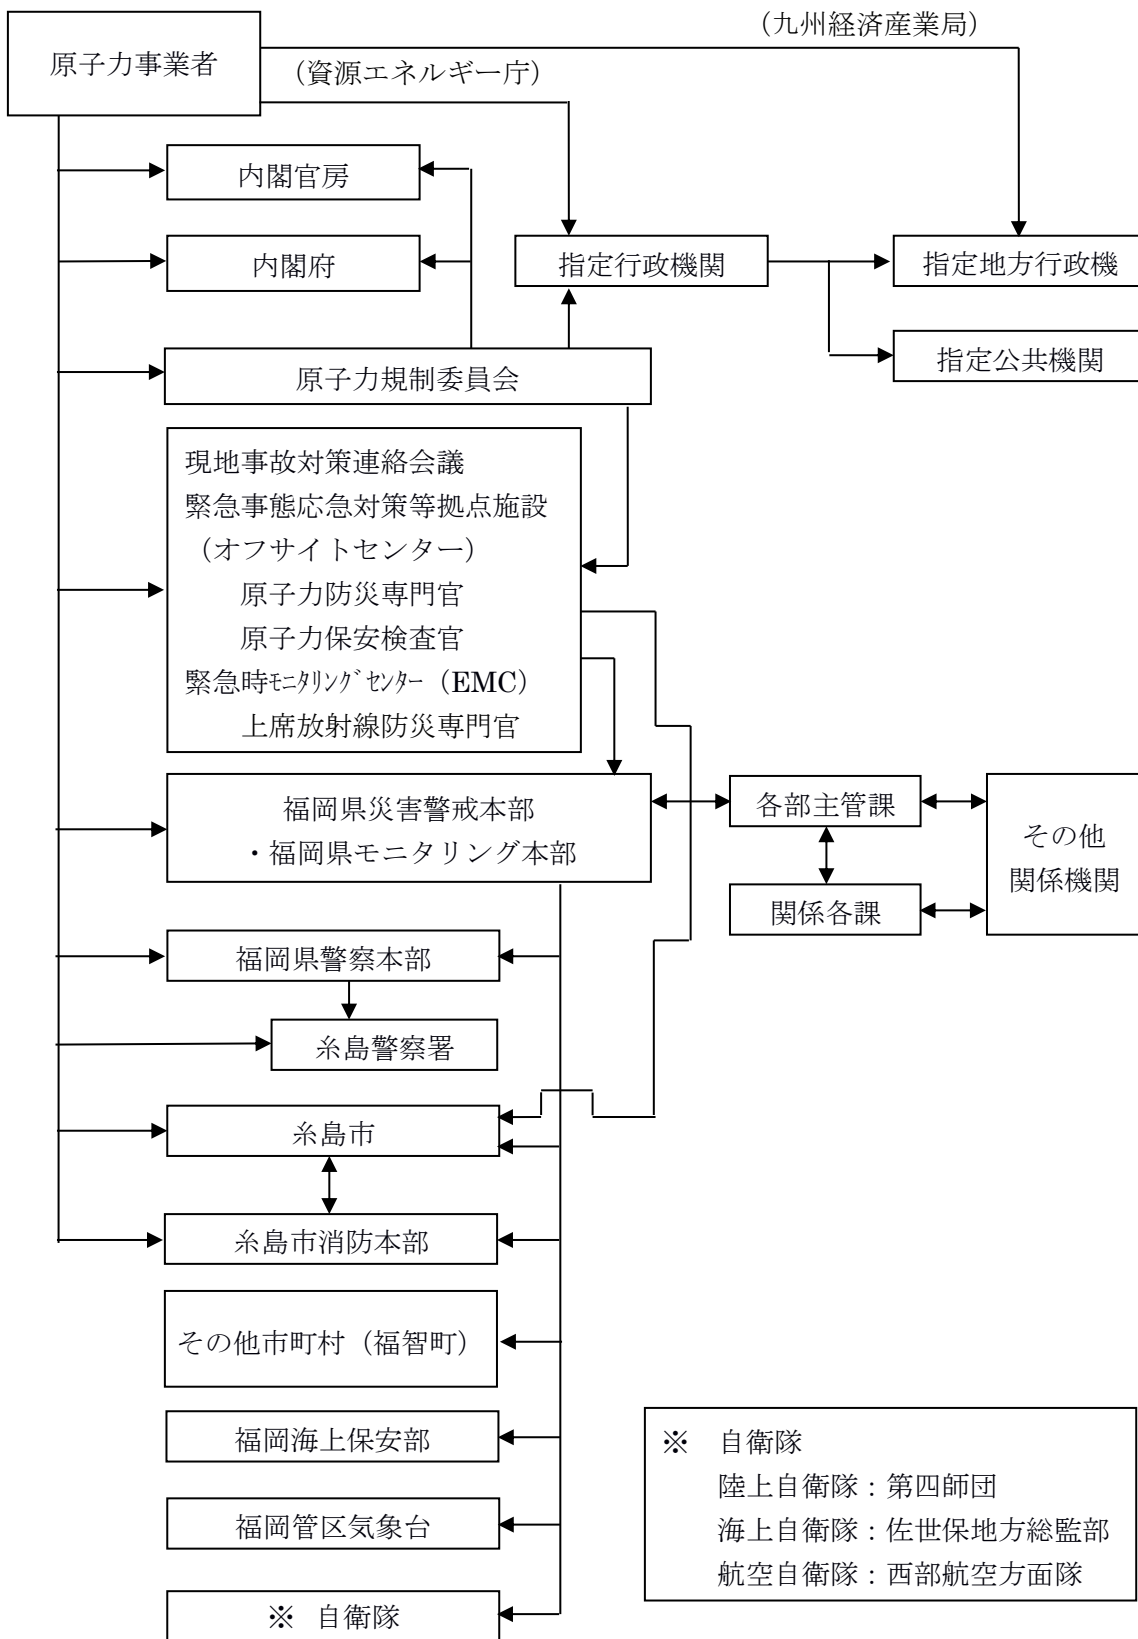 （九州経済産業局）
原子力事業者
（資源エネルギー庁）
内閣官房
内閣府
指定行政機関
指定地方行政機
指定公共機関
原子力規制委員会
現地事故対策連絡会議
緊急事態応急対策等拠点施設
（オフサイトセンター）
原子力防災専門官
原子力保安検査官
緊急時ﾓﾆﾀﾘﾝｸﾞｾﾝﾀｰ（EMC）
上席放射線防災専門官
福岡県災害警戒本部
・福岡県モニタリング本部
各部主管課
関係各課
その他
関係機関
福岡県警察本部
糸島警察署
糸島市
糸島市消防本部
その他市町村（福智町）
福岡海上保安部
福岡管区気象台
※　自衛隊
※　自衛隊
陸上自衛隊：第四師団
海上自衛隊：佐世保地方総監部
航空自衛隊：西部航空方面隊